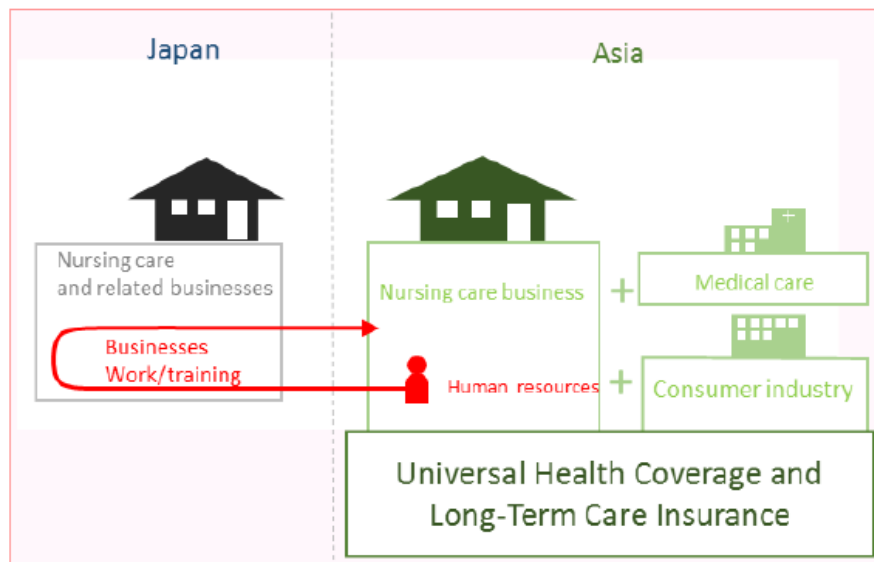 Japan
Asia
Nursing care
and related businesses
Businesses
Work/training
Nursing care business
Human resources
+
Medical care
+
Consumer industry
Universal Health Coverage and
Long-Term Care Insurance